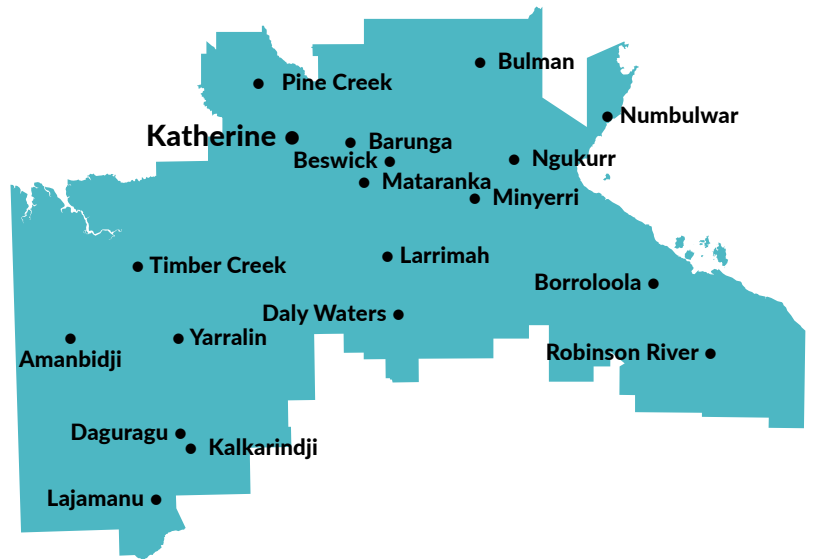 Bulman
Pine Creek
Numbulwar
Katherine
Barunga
Beswick
Ngukurr
Mataranka
Minyerri
Larrimah
Timber Creek
Borroloola
Daly Waters
Yarralin
Robinson River
Amanbidji
Daguragu
Kalkarindji
Lajamanu